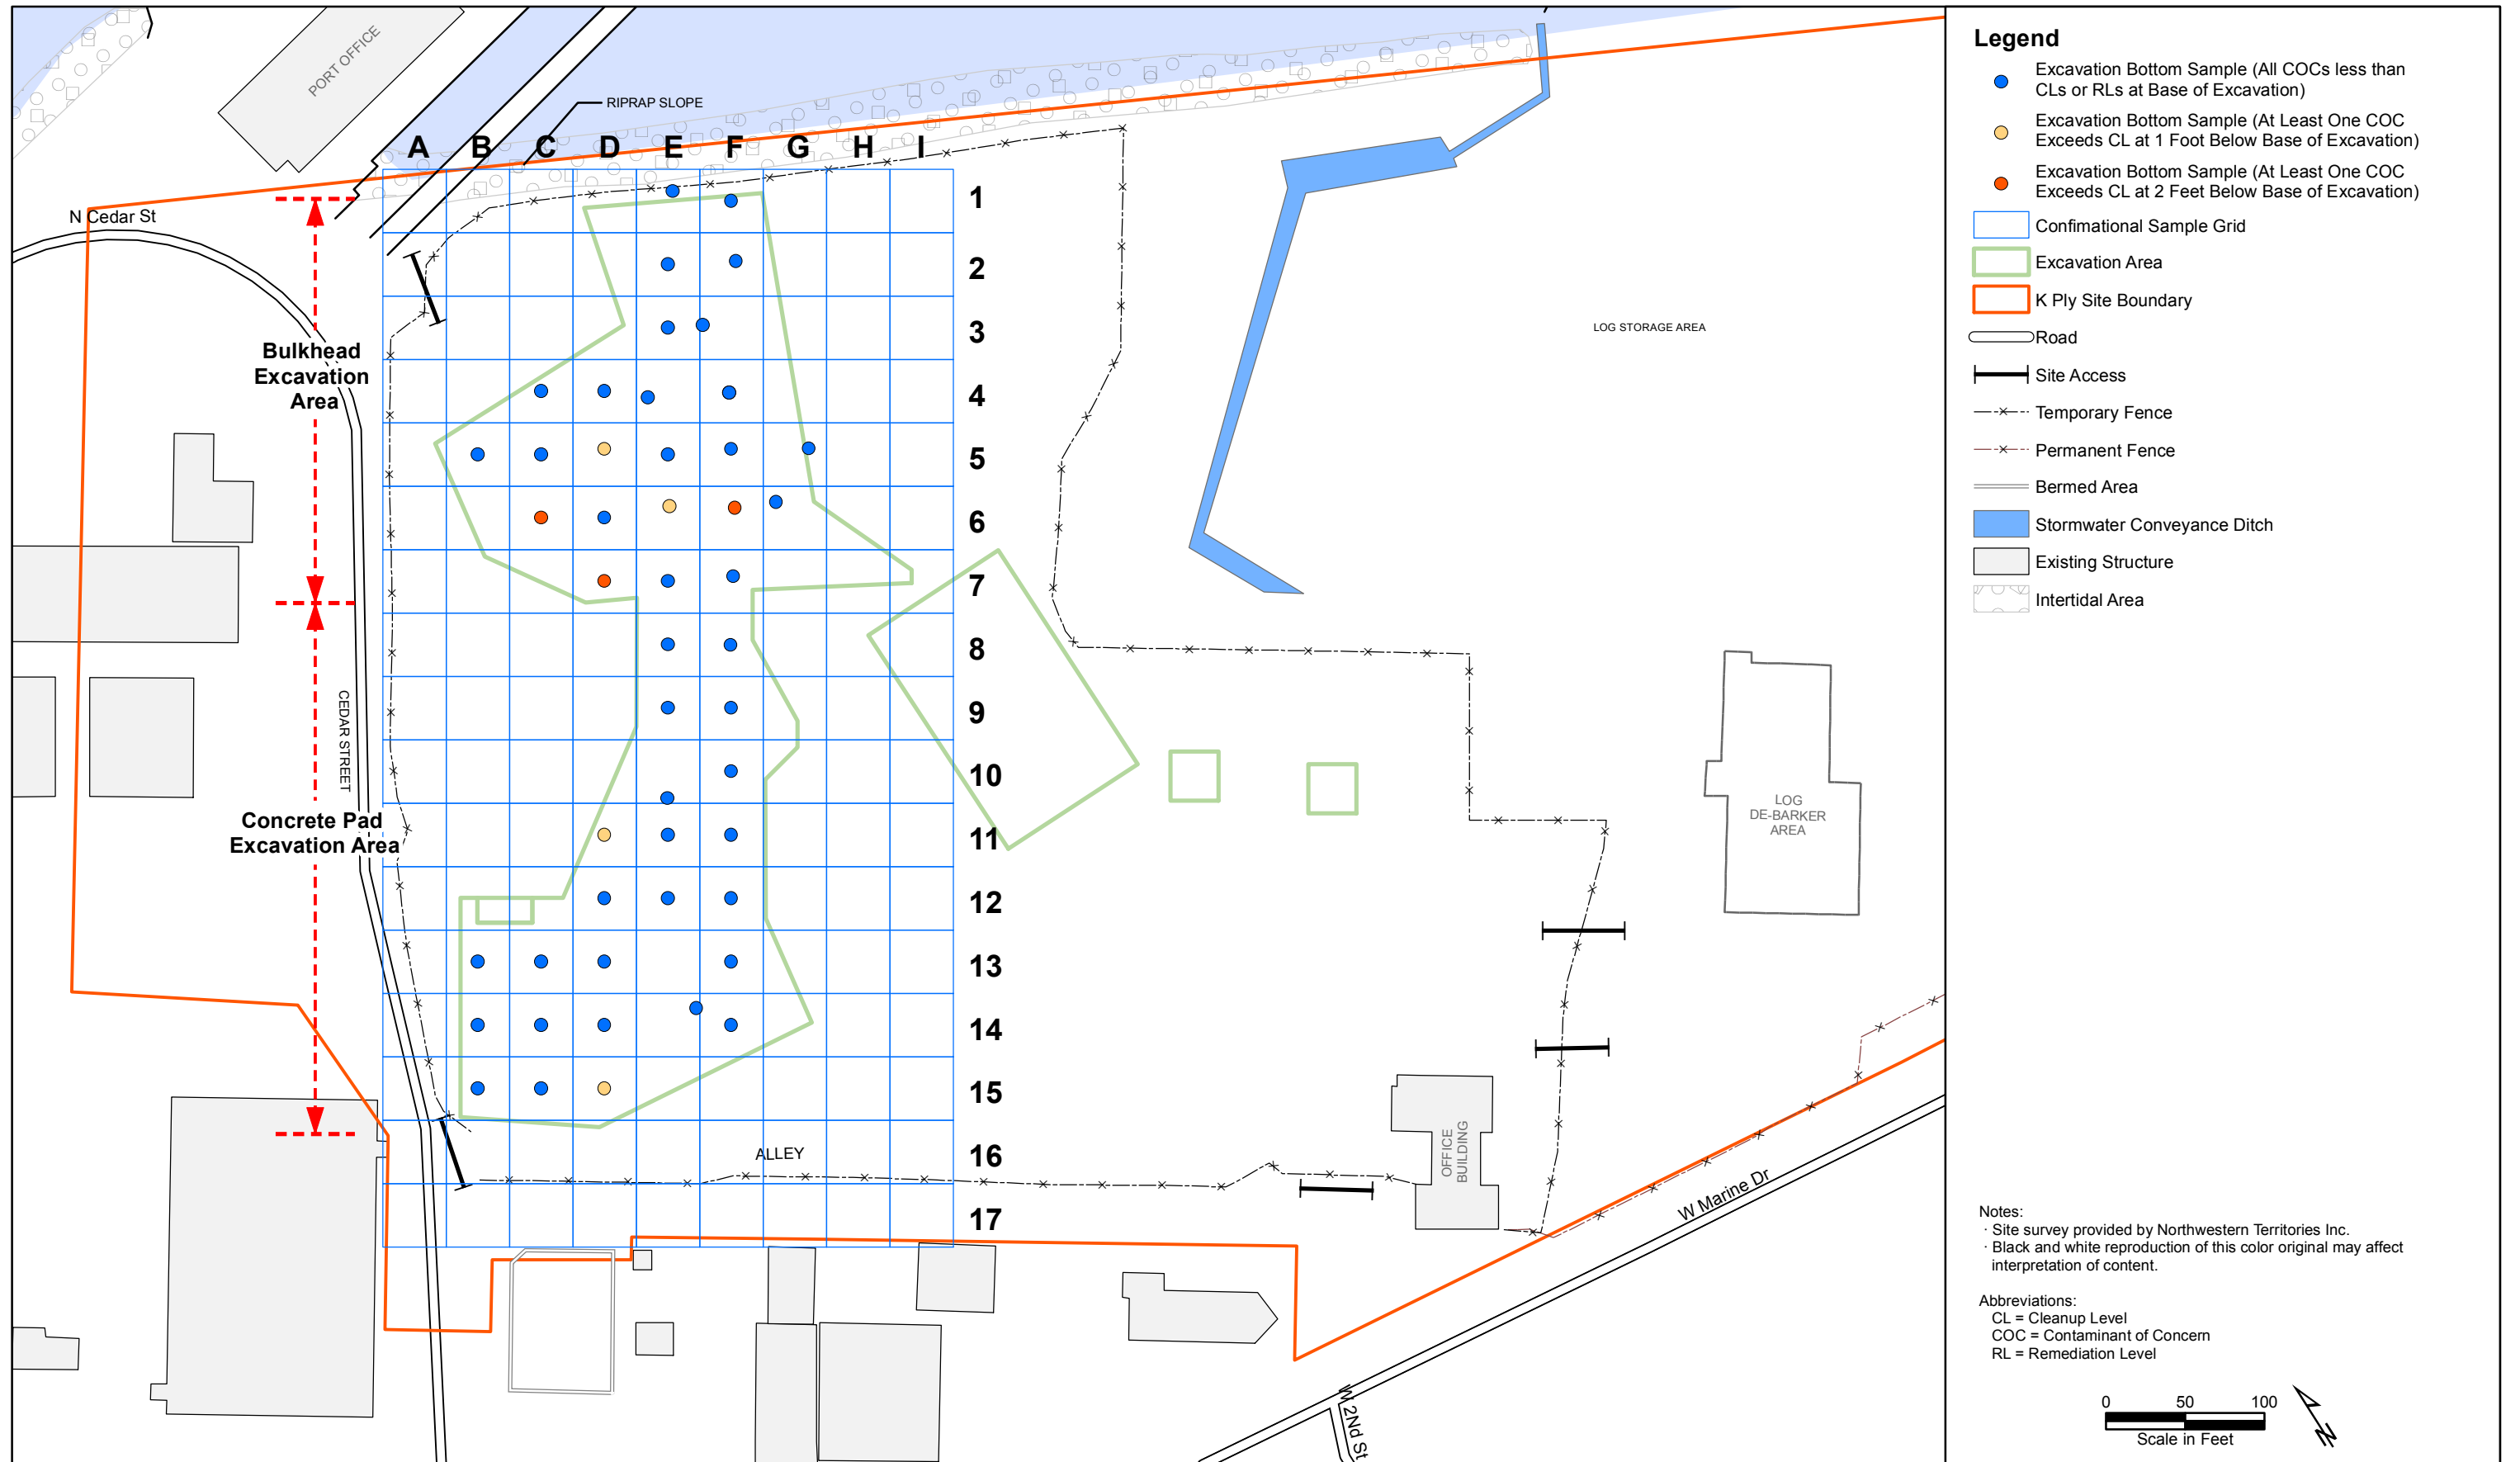 PORT OFFICE
RIPRAP SLOPE
N Cedar St
A B C D E F G H I
1
2
3
4
5
6
7
8
9
10
11
12
13
14
15
16
17
Bulkhead
Excavation
Area
CEDAR STREET
Concrete Pad
Excavation Area
LOG STORAGE AREA
LOG
DE-BARKER
AREA
ALLEY
OFFICE
BUILDING
W Marine Dr
W 2Nd St
Legend
Excavation Bottom Sample (All COCs less than
CLs or RLs at Base of Excavation)
Excavation Bottom Sample (At Least One COC
Exceeds CL at 1 Foot Below Base of Excavation)
Excavation Bottom Sample (At Least One COC
Exceeds CL at 2 Feet Below Base of Excavation)
Confimational Sample Grid
Excavation Area
K Ply Site Boundary
Road
Site Access
Temporary Fence
Permanent Fence
Bermed Area
Stormwater Conveyance Ditch
Existing Structure
Intertidal Area
Notes:
· Site survey provided by Northwestern Territories Inc.
· Black and white reproduction of this color original may affect
interpretation of content.
Abbreviations:
CL = Cleanup Level
COC = Contaminant of Concern
RL = Remediation Level
0 50 100
Scale in Feet
N